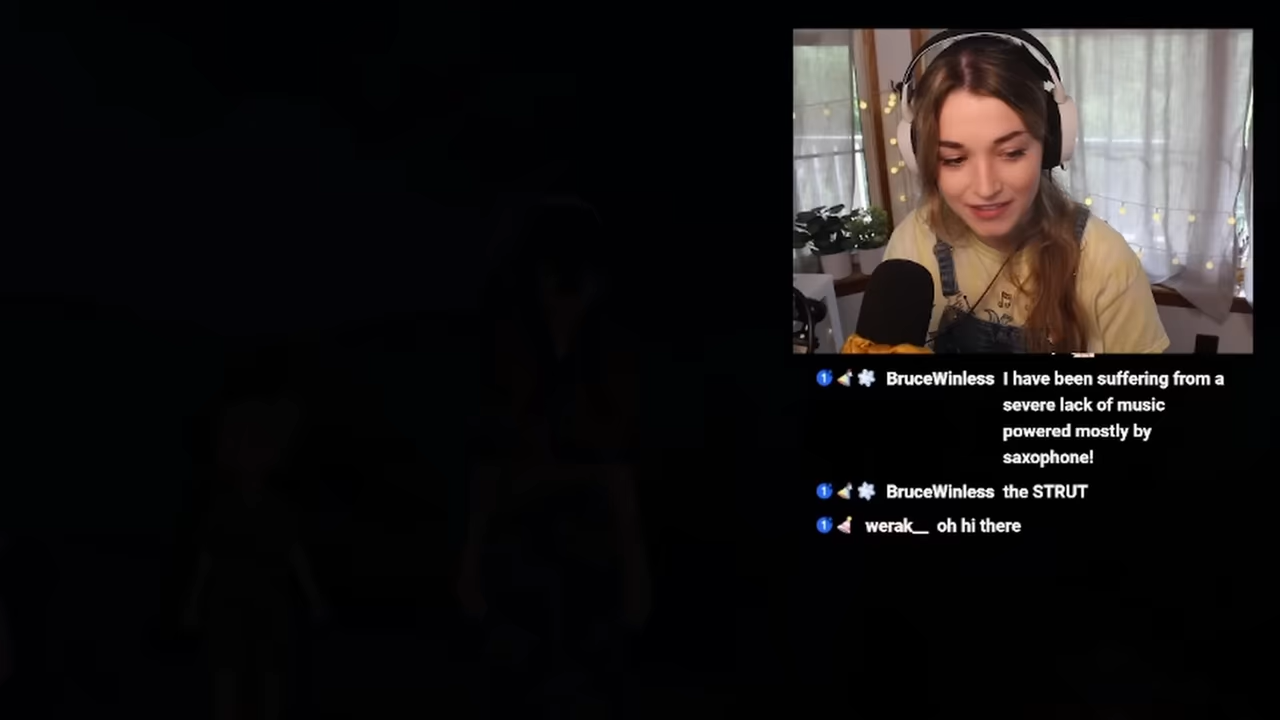 BruceWinless I have been suffering from a
severe lack of music
powered mostly by
saxophone!
BruceWinless the STRUT
werak__ oh hi there